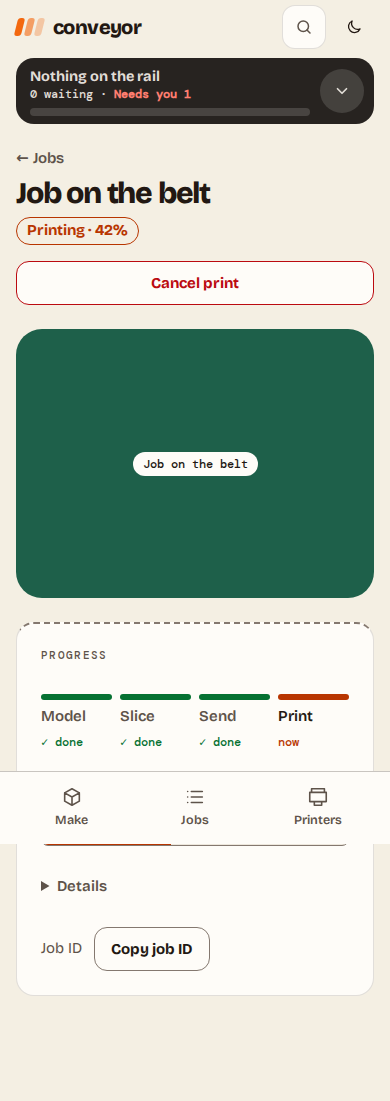 conveyor
Nothing on the rail
0 waiting · Needs you 1
← Jobs
Job on the belt
Printing · 42%
Cancel print
Job on the belt
PROGRESS
Model Slice Send Print
✓ done ✓ done ✓ done now
Make Jobs Printers
▶ Details
Job ID Copy job ID